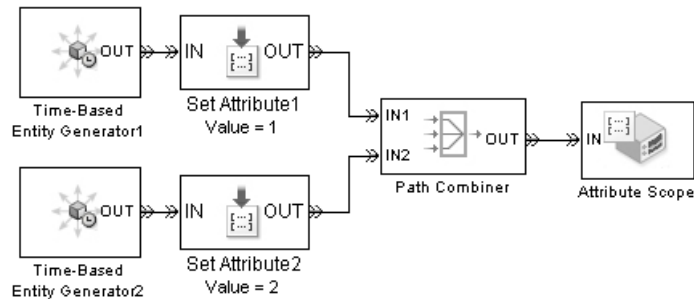 OUT
Time-Based
Entity Generator1
IN
[...]
OUT
Set Attribute1
Value = 1
IN1
IN2
OUT
Path Combiner
[...]
IN
Attribute Scope
OUT
Time-Based
Entity Generator2
IN
[...]
OUT
Set Attribute2
Value = 2